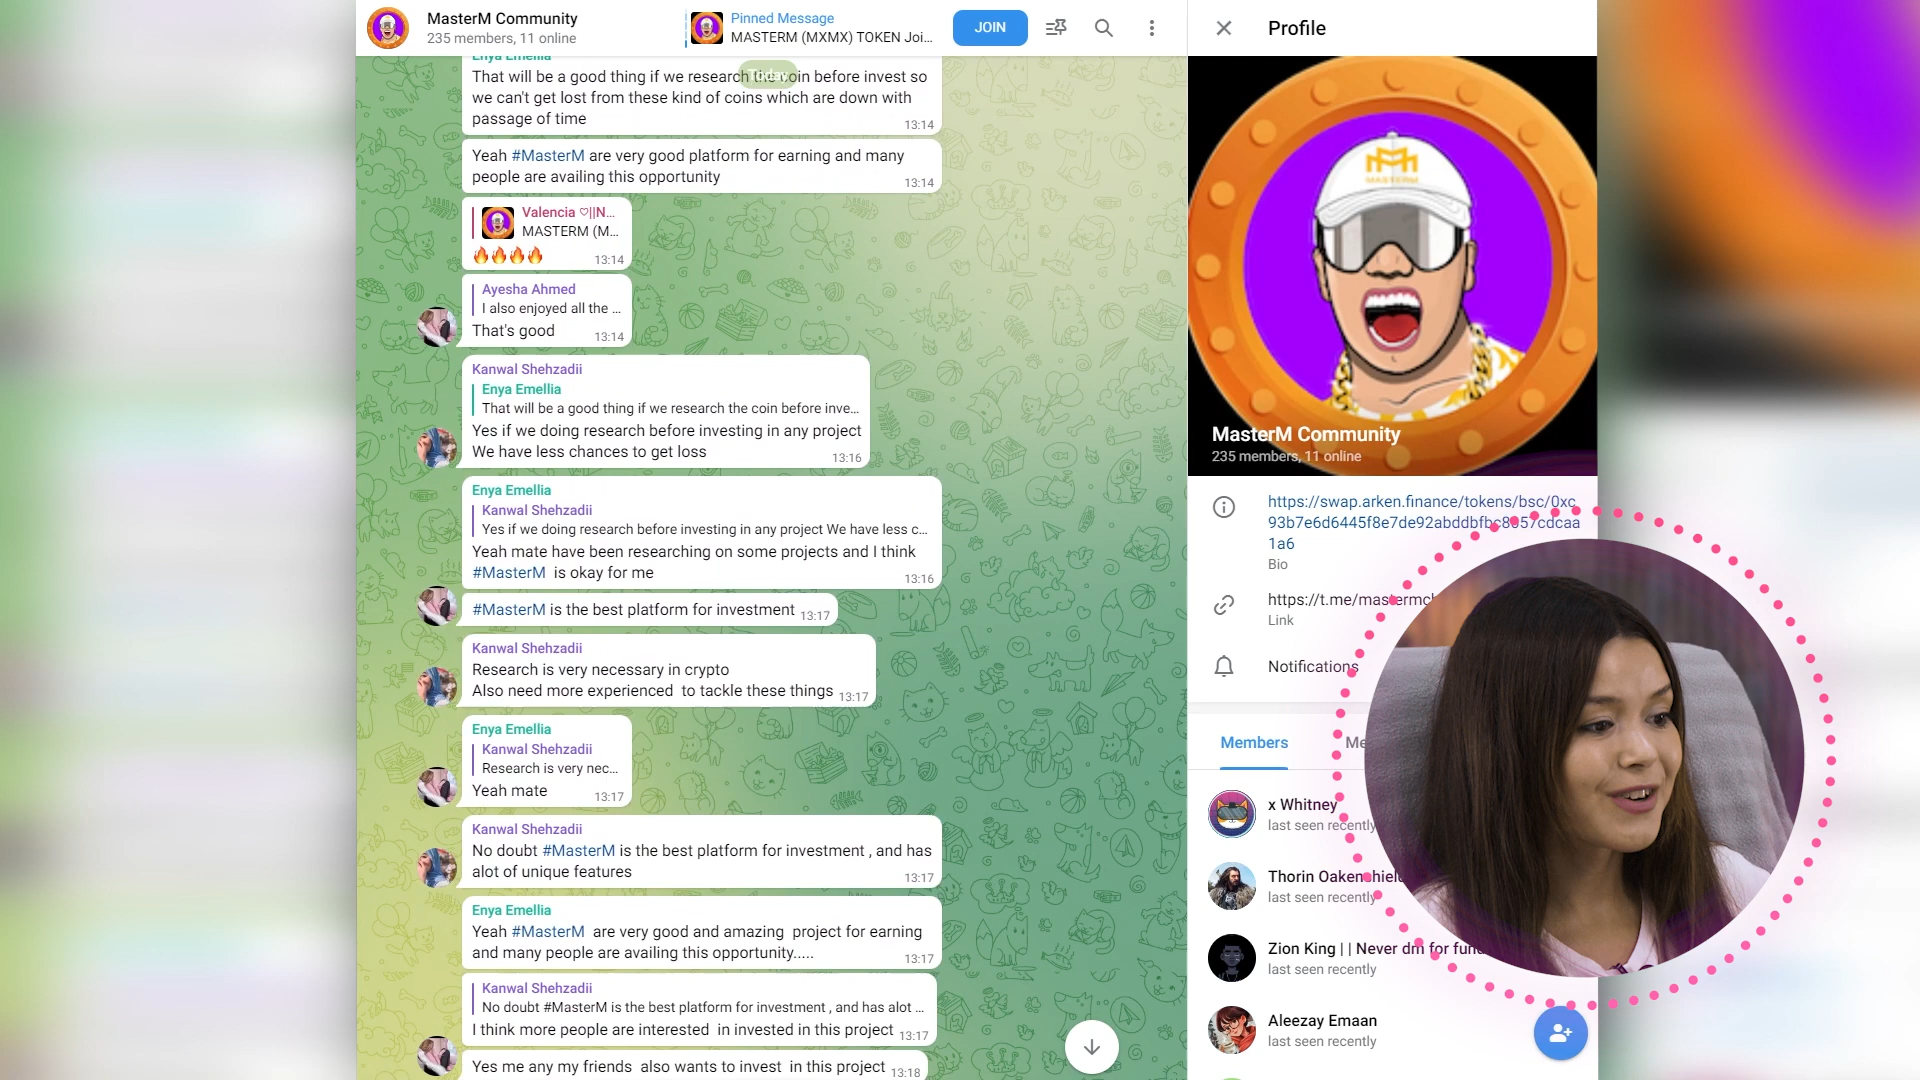 MasterM Community
235 members, 11 online
Pinned Message
MASTERM (MXMX) TOKEN Joi...
JOIN
Enya Emellia
Today
That will be a good thing if we research the coin before invest so
we can't get lost from these kind of coins which are down with
passage of time
13:14
Yeah #MasterM are very good platform for earning and many
people are availing this opportunity
13:14
Valencia ♡||N...
MASTERM (M...
🔥🔥🔥🔥
13:14
Ayesha Ahmed
I also enjoyed all the ...
That's good
13:14
Kanwal Shehzadii
Enya Emellia
That will be a good thing if we research the coin before inve...
Yes if we doing research before investing in any project
We have less chances to get loss
13:16
Enya Emellia
Kanwal Shehzadii
Yes if we doing research before investing in any project We have less c...
Yeah mate have been researching on some projects and I think
#MasterM is okay for me
13:16
#MasterM is the best platform for investment 13:17
Kanwal Shehzadii
Research is very necessary in crypto
Also need more experienced to tackle these things 13:17
Enya Emellia
Kanwal Shehzadii
Research is very nec...
Yeah mate
13:17
Kanwal Shehzadii
No doubt #MasterM is the best platform for investment , and has
alot of unique features
13:17
Enya Emellia
Yeah #MasterM are very good and amazing project for earning
and many people are availing this opportunity.....
13:17
Kanwal Shehzadii
No doubt #MasterM is the best platform for investment , and has alot ...
I think more people are interested in invested in this project 13:17
Yes me any my friends also wants to invest in this project 13:18
Profile
MASTERM
MasterM Community
235 members, 11 online
https://swap.arken.finance/tokens/bsc/0xc
93b7e6d6445f8e7de92abddbfbc8057cdcaa
1a6
Bio
https://t.me/mastermch
Link
Notifications
Members
Me
x Whitney
last seen recently
Thorin Oakenshield
last seen recently
Zion King | | Never dm for fund
last seen recently
Aleezay Emaan
last seen recently